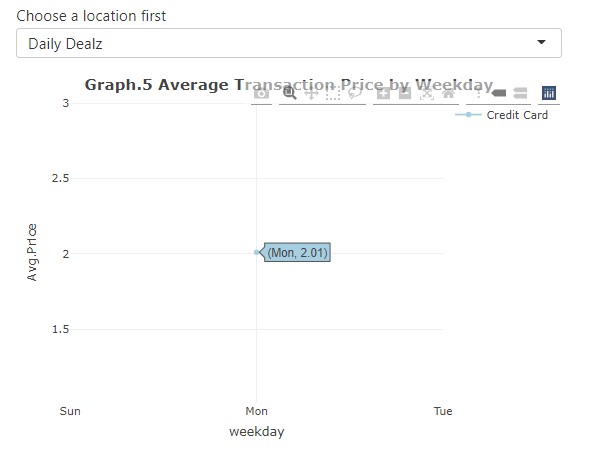 Choose a location first
Daily Dealz
Graph.5 Average Transaction Price by Weekday
3
Credit Card
2.5
Avg.Price
2
(Mon, 2.01)
1.5
Sun
Mon
Tue
weekday